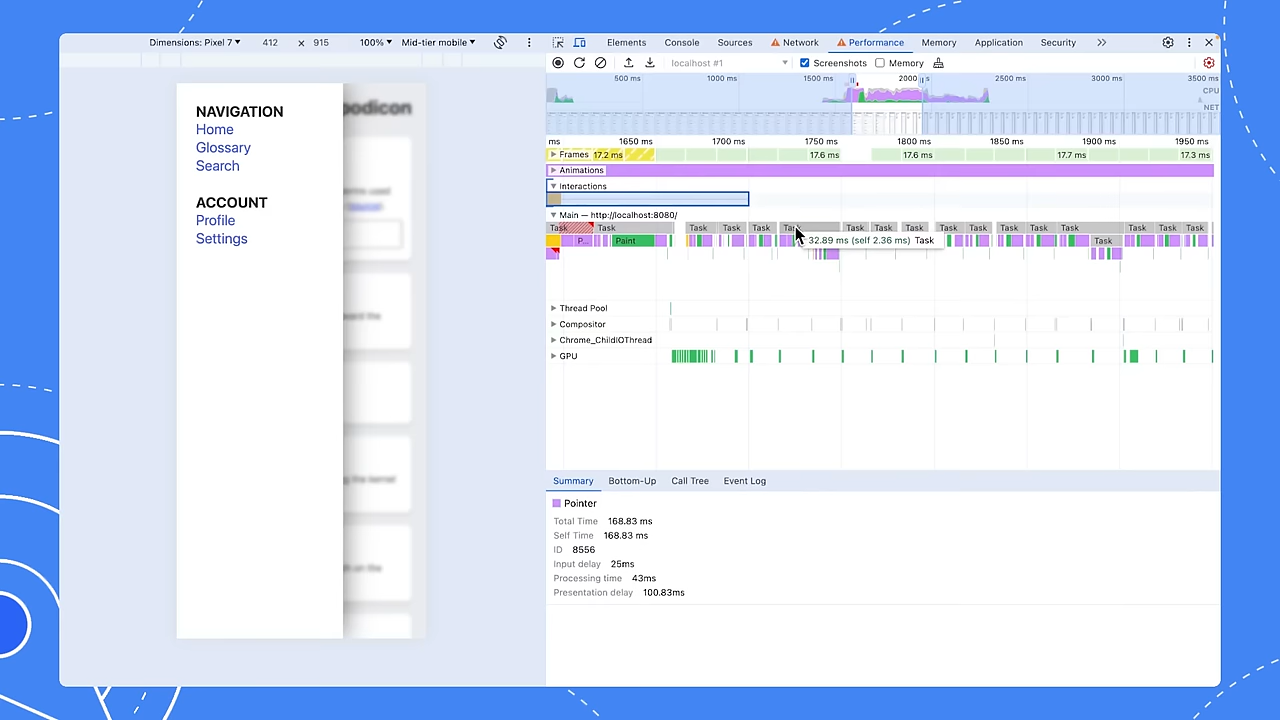 Dimensions: Pixel 7 ▼ 412 × 915 100% ▼ Mid-tier mobile ▼
Elements Console Sources Network Performance Memory Application Security
localhost #1 Screenshots Memory
500 ms 1000 ms 1500 ms 2500 ms 3000 ms 3500 ms
CPU
NET
NAVIGATION
Home
Glossary
Search
ACCOUNT
Profile
Settings
ms 1650 ms 1700 ms 1750 ms 1800 ms 1850 ms 1900 ms 1950 ms
Frames 17.2 ms 17.6 ms 17.6 ms 17.7 ms 17.3 ms
Animations
Interactions
Main — http://localhost:8080/
Task Task Task Task Task Task Task Task Task Task Task Task Task Task Task Task Task
P... Paint 32.89 ms (self 2.36 ms) Task Task
Thread Pool
Compositor
Chrome_ChildIOThread
GPU
Summary Bottom-Up Call Tree Event Log
Pointer
Total Time 168.83 ms
Self Time 168.83 ms
ID 8556
Input delay 25ms
Processing time 43ms
Presentation delay 100.83ms